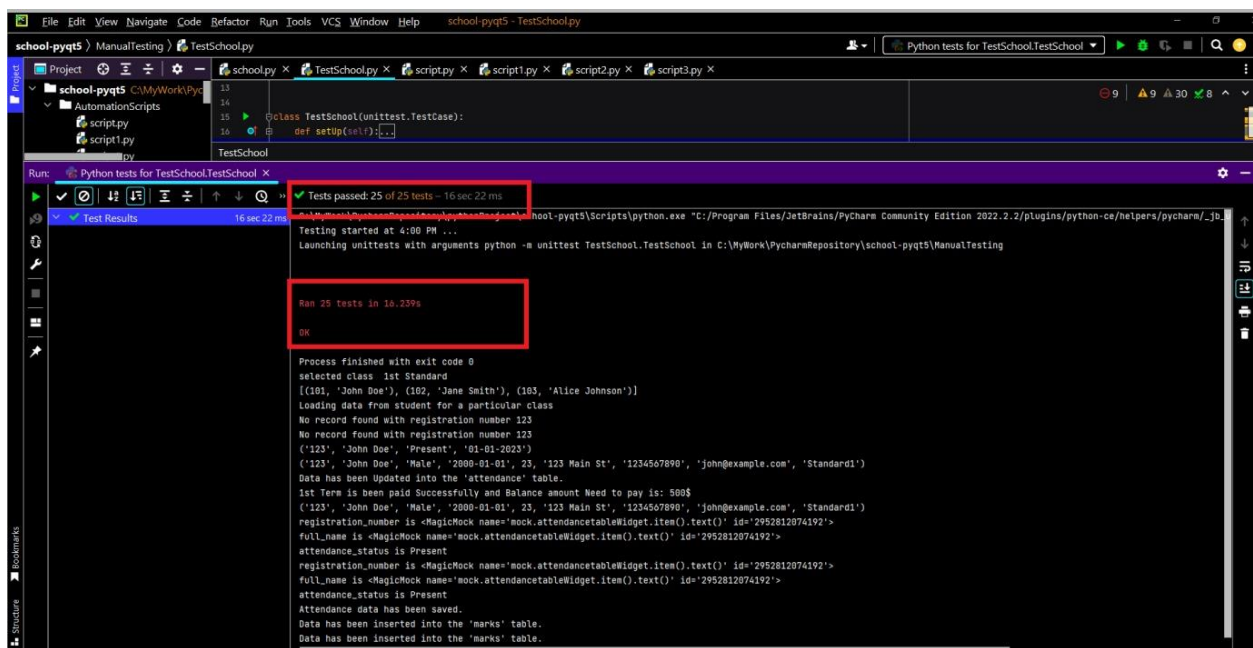 File Edit View Navigate Code Refactor Run Tools VCS Window Help school-pyqt5 - TestSchool.py
school-pyqt5 〉 ManualTesting 〉 TestSchool.py Python tests for TestSchool.TestSchool
Project school.py × TestSchool.py × script.py × script1.py × script2.py × script3.py ×
Project
school-pyqt5 C:\MyWork\Pyc 13
9 9 30 8
14
AutomationScripts
15 class TestSchool(unittest.TestCase):
script.py
16 def setUp(self):...
script1.py
TestSchool
Run: Python tests for TestSchool.TestSchool ×
Tests passed: 25 of 25 tests – 16 sec 22 ms
Test Results 16 sec 22 ms
hool-pyqt5\Scripts\python.exe "C:/Program Files/JetBrains/PyCharm Community Edition 2022.2.2/plugins/python-ce/helpers/pycharm/_jb_u
Testing started at 4:00 PM ...
Launching unittests with arguments python -m unittest TestSchool.TestSchool in C:\MyWork\PycharmRepository\school-pyqt5\ManualTesting
Ran 25 tests in 16.239s
OK
Process finished with exit code 0
selected class 1st Standard
[(101, 'John Doe'), (102, 'Jane Smith'), (103, 'Alice Johnson')]
Loading data from student for a particular class
No record found with registration number 123
No record found with registration number 123
('123', 'John Doe', 'Present', '01-01-2023')
('123', 'John Doe', 'Male', '2000-01-01', 23, '123 Main St', '1234567890', 'john@example.com', 'Standard1')
Data has been Updated into the 'attendance' table.
1st Term is been paid Successfully and Balance amount Need to pay is: 500$
('123', 'John Doe', 'Male', '2000-01-01', 23, '123 Main St', '1234567890', 'john@example.com', 'Standard1')
registration_number is <MagicMock name='mock.attendancetableWidget.item().text()' id='2952812074192'>
full_name is <MagicMock name='mock.attendancetableWidget.item().text()' id='2952812074192'>
attendance_status is Present
registration_number is <MagicMock name='mock.attendancetableWidget.item().text()' id='2952812074192'>
full_name is <MagicMock name='mock.attendancetableWidget.item().text()' id='2952812074192'>
attendance_status is Present
Attendance data has been saved.
Data has been inserted into the 'marks' table.
Data has been inserted into the 'marks' table.
Bookmarks
Structure